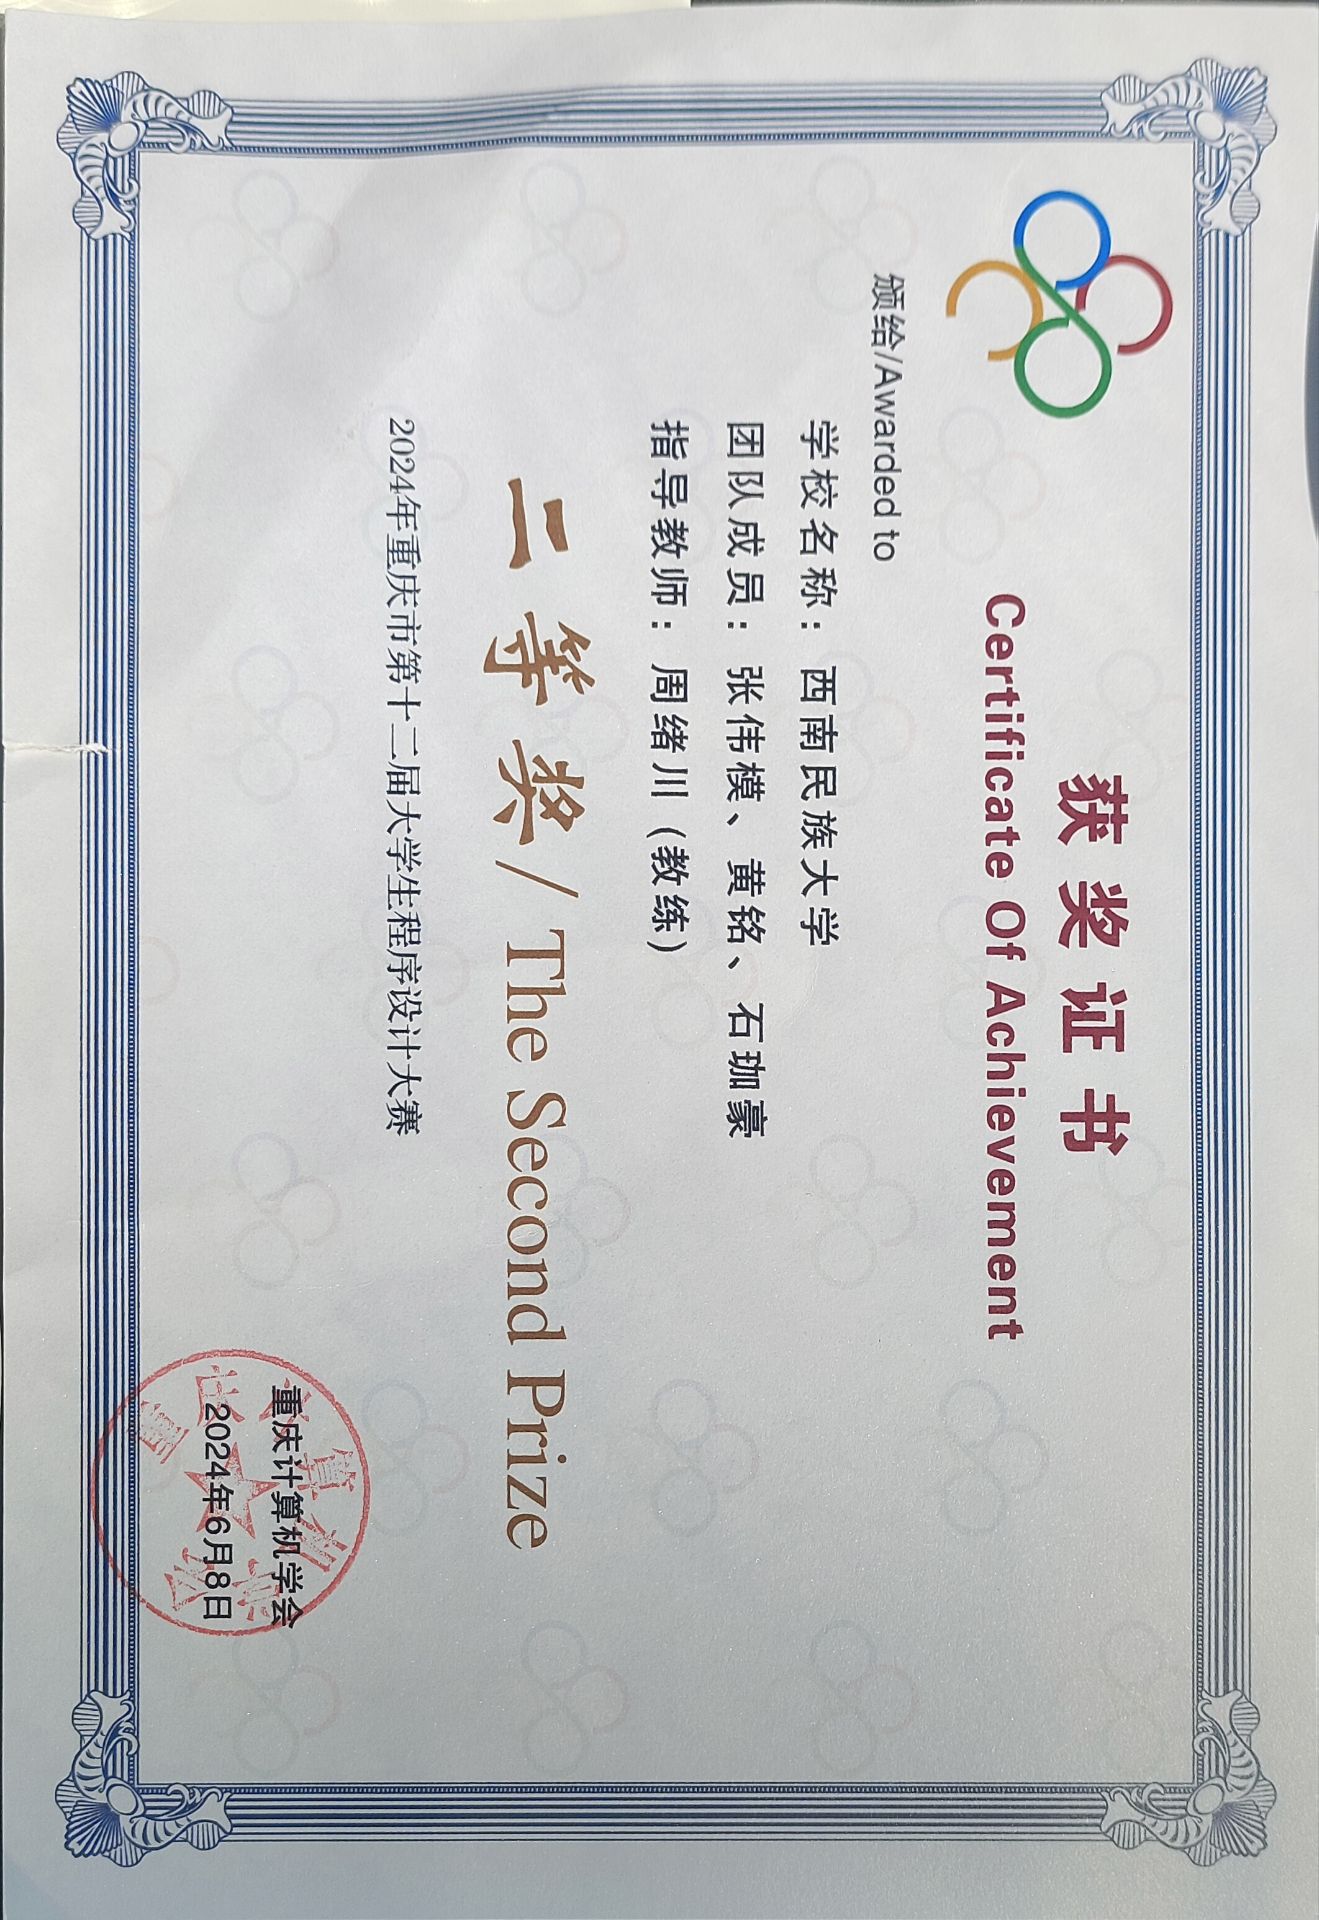 获奖证书
Certificate Of Achievement
颁给/Awarded to
学校名称：西南民族大学
团队成员：张伟模、黄铭、石珈豪
指导教师：周绪川 (教练)
二等奖/ The Second Prize
2024年重庆市第十二届大学生程序设计大赛
重庆计算机学会
重庆计算机学会
2024年6月8日